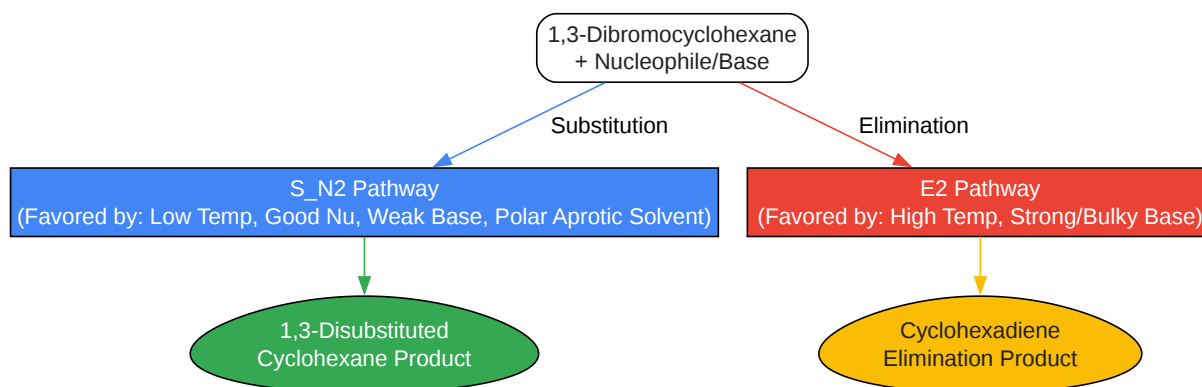 1,3-Dibromocyclohexane
+ Nucleophile/Base
Substitution
Elimination
S_N2 Pathway
(Favored by: Low Temp, Good Nu, Weak Base, Polar Aprotic Solvent)
E2 Pathway
(Favored by: High Temp, Strong/Bulky Base)
1,3-Disubstituted
Cyclohexane Product
Cyclohexadiene
Elimination Product